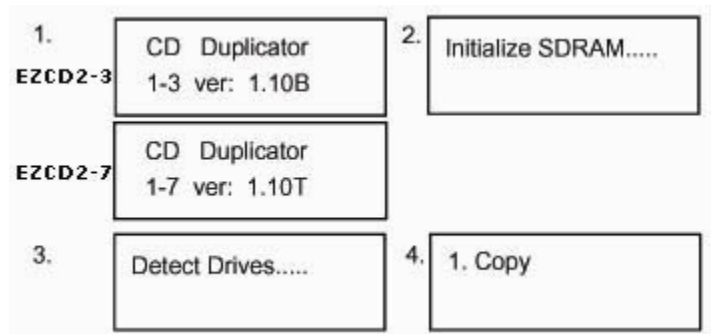 1.
EZCD2-3
CD Duplicator
1-3 ver: 1.10B
2.
Initialize SDRAM.....
EZCD2-7
CD Duplicator
1-7 ver: 1.10T
3.
Detect Drives.....
4.
1. Copy